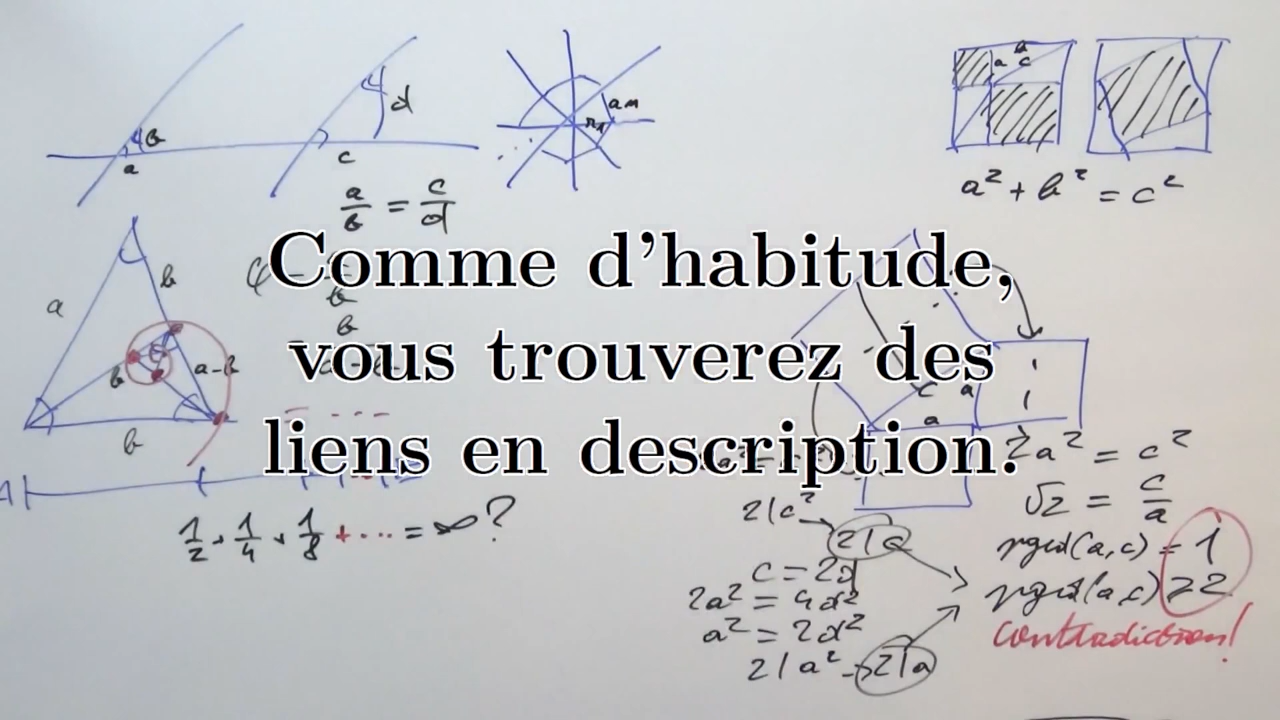 a b
c d
a/b = c/d
a² + b² = c²
a b
b a-b
b
Comme d'habitude,
vous trouverez des
liens en description.
c a
a
2a² = c²
√2 = c/a
1/2 + 1/4 + 1/8 + ... = ∞ ?
2|c²
2|a
pgcd(a,c) = 1
c = 2d
2a² = 4d²
pgcd(a,c) ≥ 2
a² = 2d²
contradiction!
2|a² → 2|a